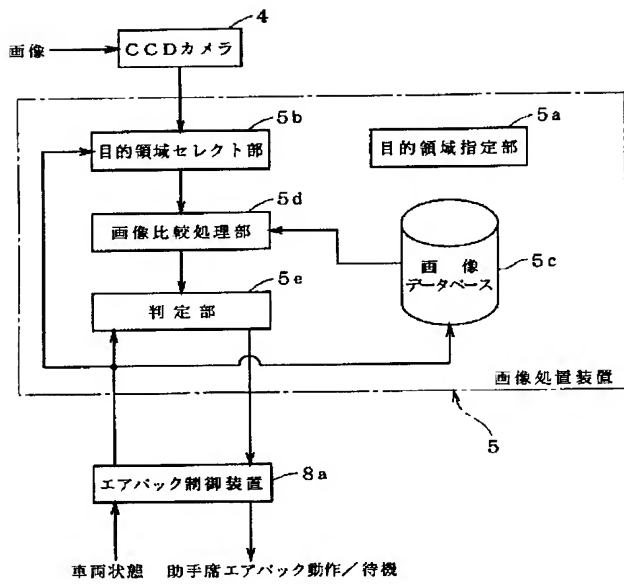 4
画像
CCDカメラ
5b
5a
目的領域セレクト部
目的領域指定部
5d
画像比較処理部
画像
データベース
5c
5e
判定部
画像処置装置
5
8a
エアバック制御装置
車両状態 助手席エアバック動作／待機